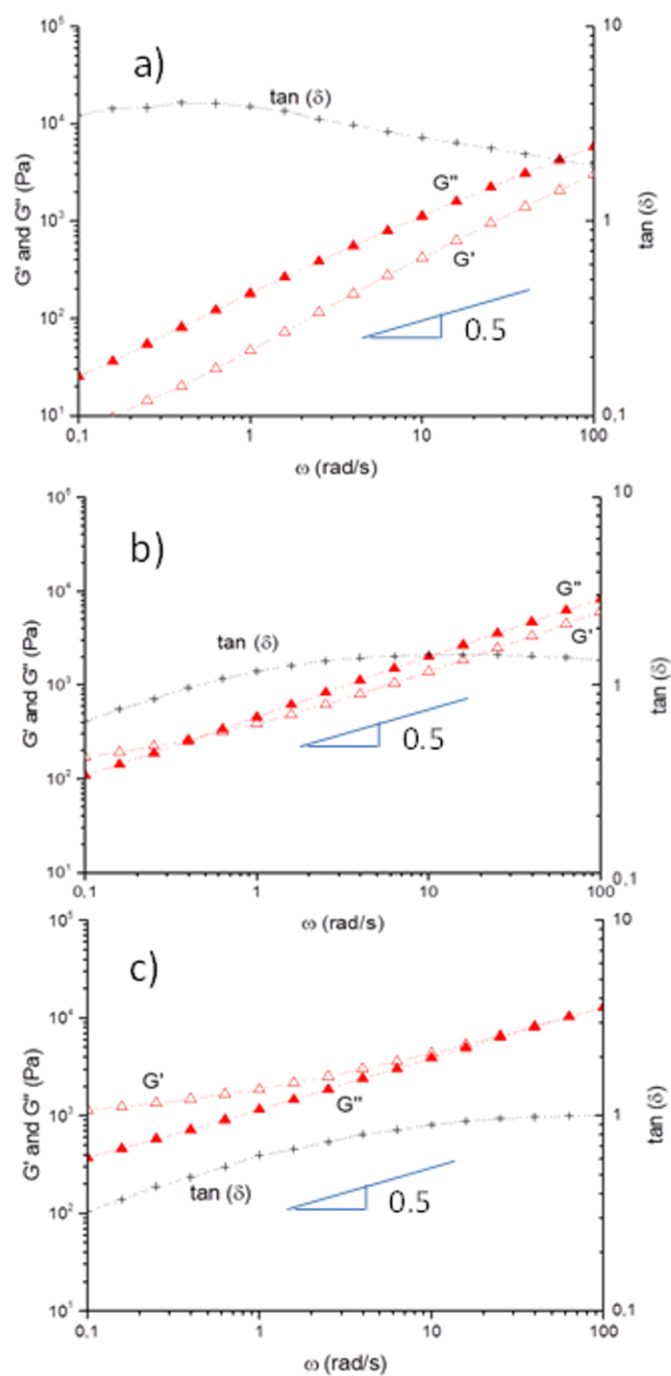 a)
10⁵
10
tan (δ)
10⁴
G' and G'' (Pa)
G''
tan (δ)
10³
1
G'
10²
0.5
10¹
0.1
0.1
1
10
100
ω (rad/s)
b)
10⁵
10
10⁴
G''
G' and G'' (Pa)
tan (δ)
G'
tan (δ)
10³
1
0.5
10²
10¹
0.1
0.1
1
10
100
ω (rad/s)
c)
10⁵
10
10⁴
G' and G'' (Pa)
G'
G''
tan (δ)
10³
1
tan (δ)
0.5
10²
10¹
0.1
0.1
1
10
100
ω (rad/s)